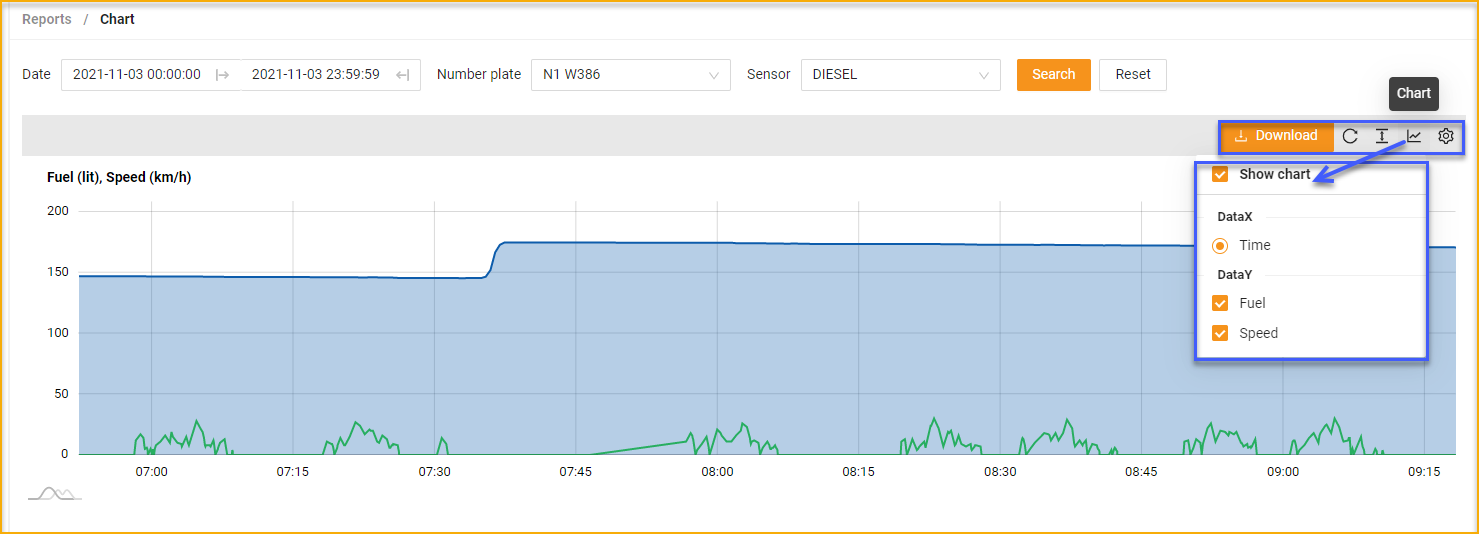 Reports / Chart
Date 2021-11-03 00:00:00 2021-11-03 23:59:59 Number plate N1 W386 Sensor DIESEL Search Reset
Chart
Download
Fuel (lit), Speed (km/h)
Show chart
DataX
Time
DataY
Fuel
Speed
200
150
100
50
0
07:00 07:15 07:30 07:45 08:00 08:15 08:30 08:45 09:00 09:15